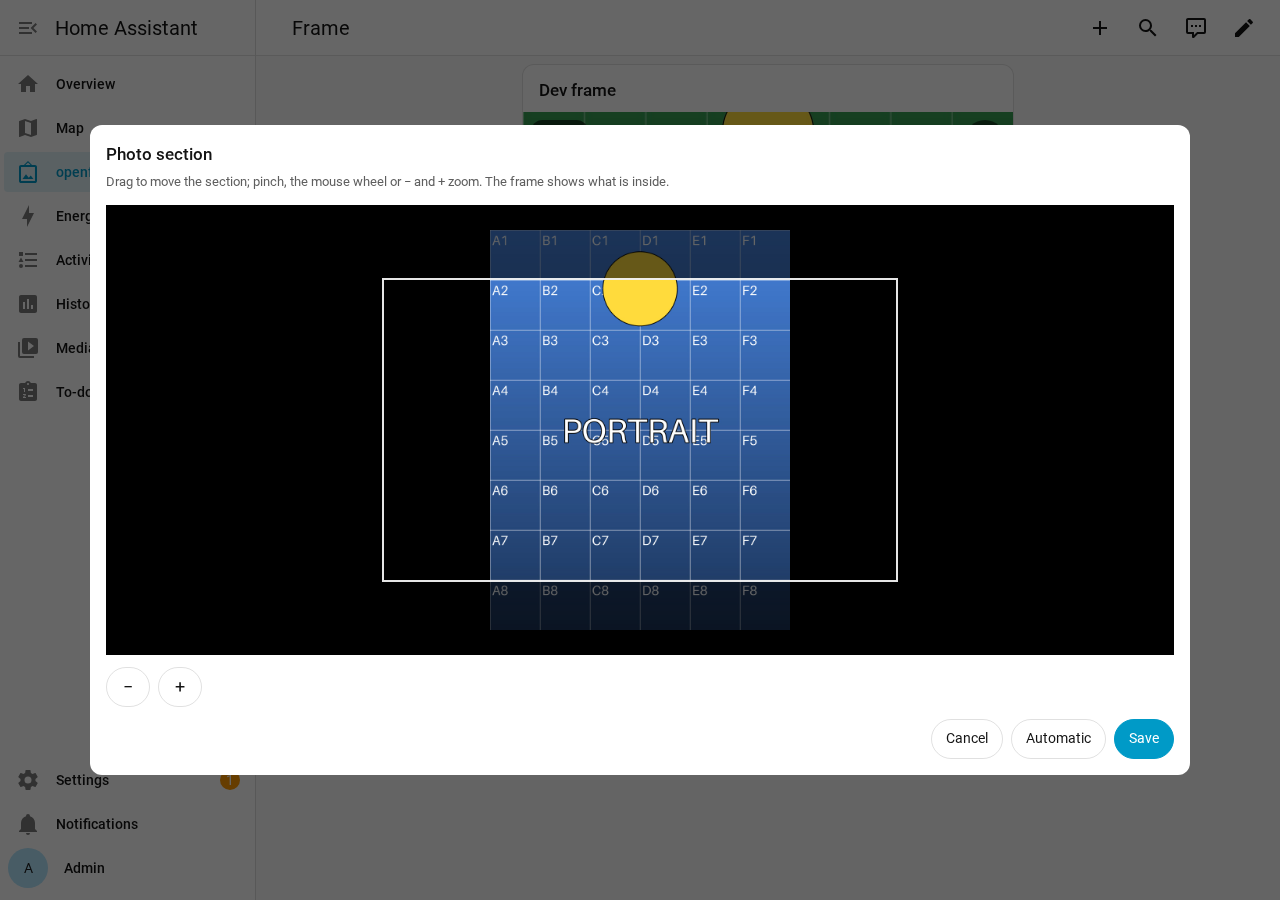 Home Assistant
Frame
Overview
Map
Dev frame
Photo section
Drag to move the section; pinch, the mouse wheel or − and + zoom. The frame shows what is inside.
A1 B1 C1 D1 E1 F1
A2 B2 C E2 F2
A3 B3 C3 D3 E3 F3
A4 B4 C4 D4 E4 F4
PORTRAIT
A5 B5 C5 D5 E5 F5
A6 B6 C6 D6 E6 F6
A7 B7 C7 D7 E7 F7
A8 B8 C8 D8 E8 F8
− +
Cancel Automatic Save
Settings 1
Notifications
A Admin